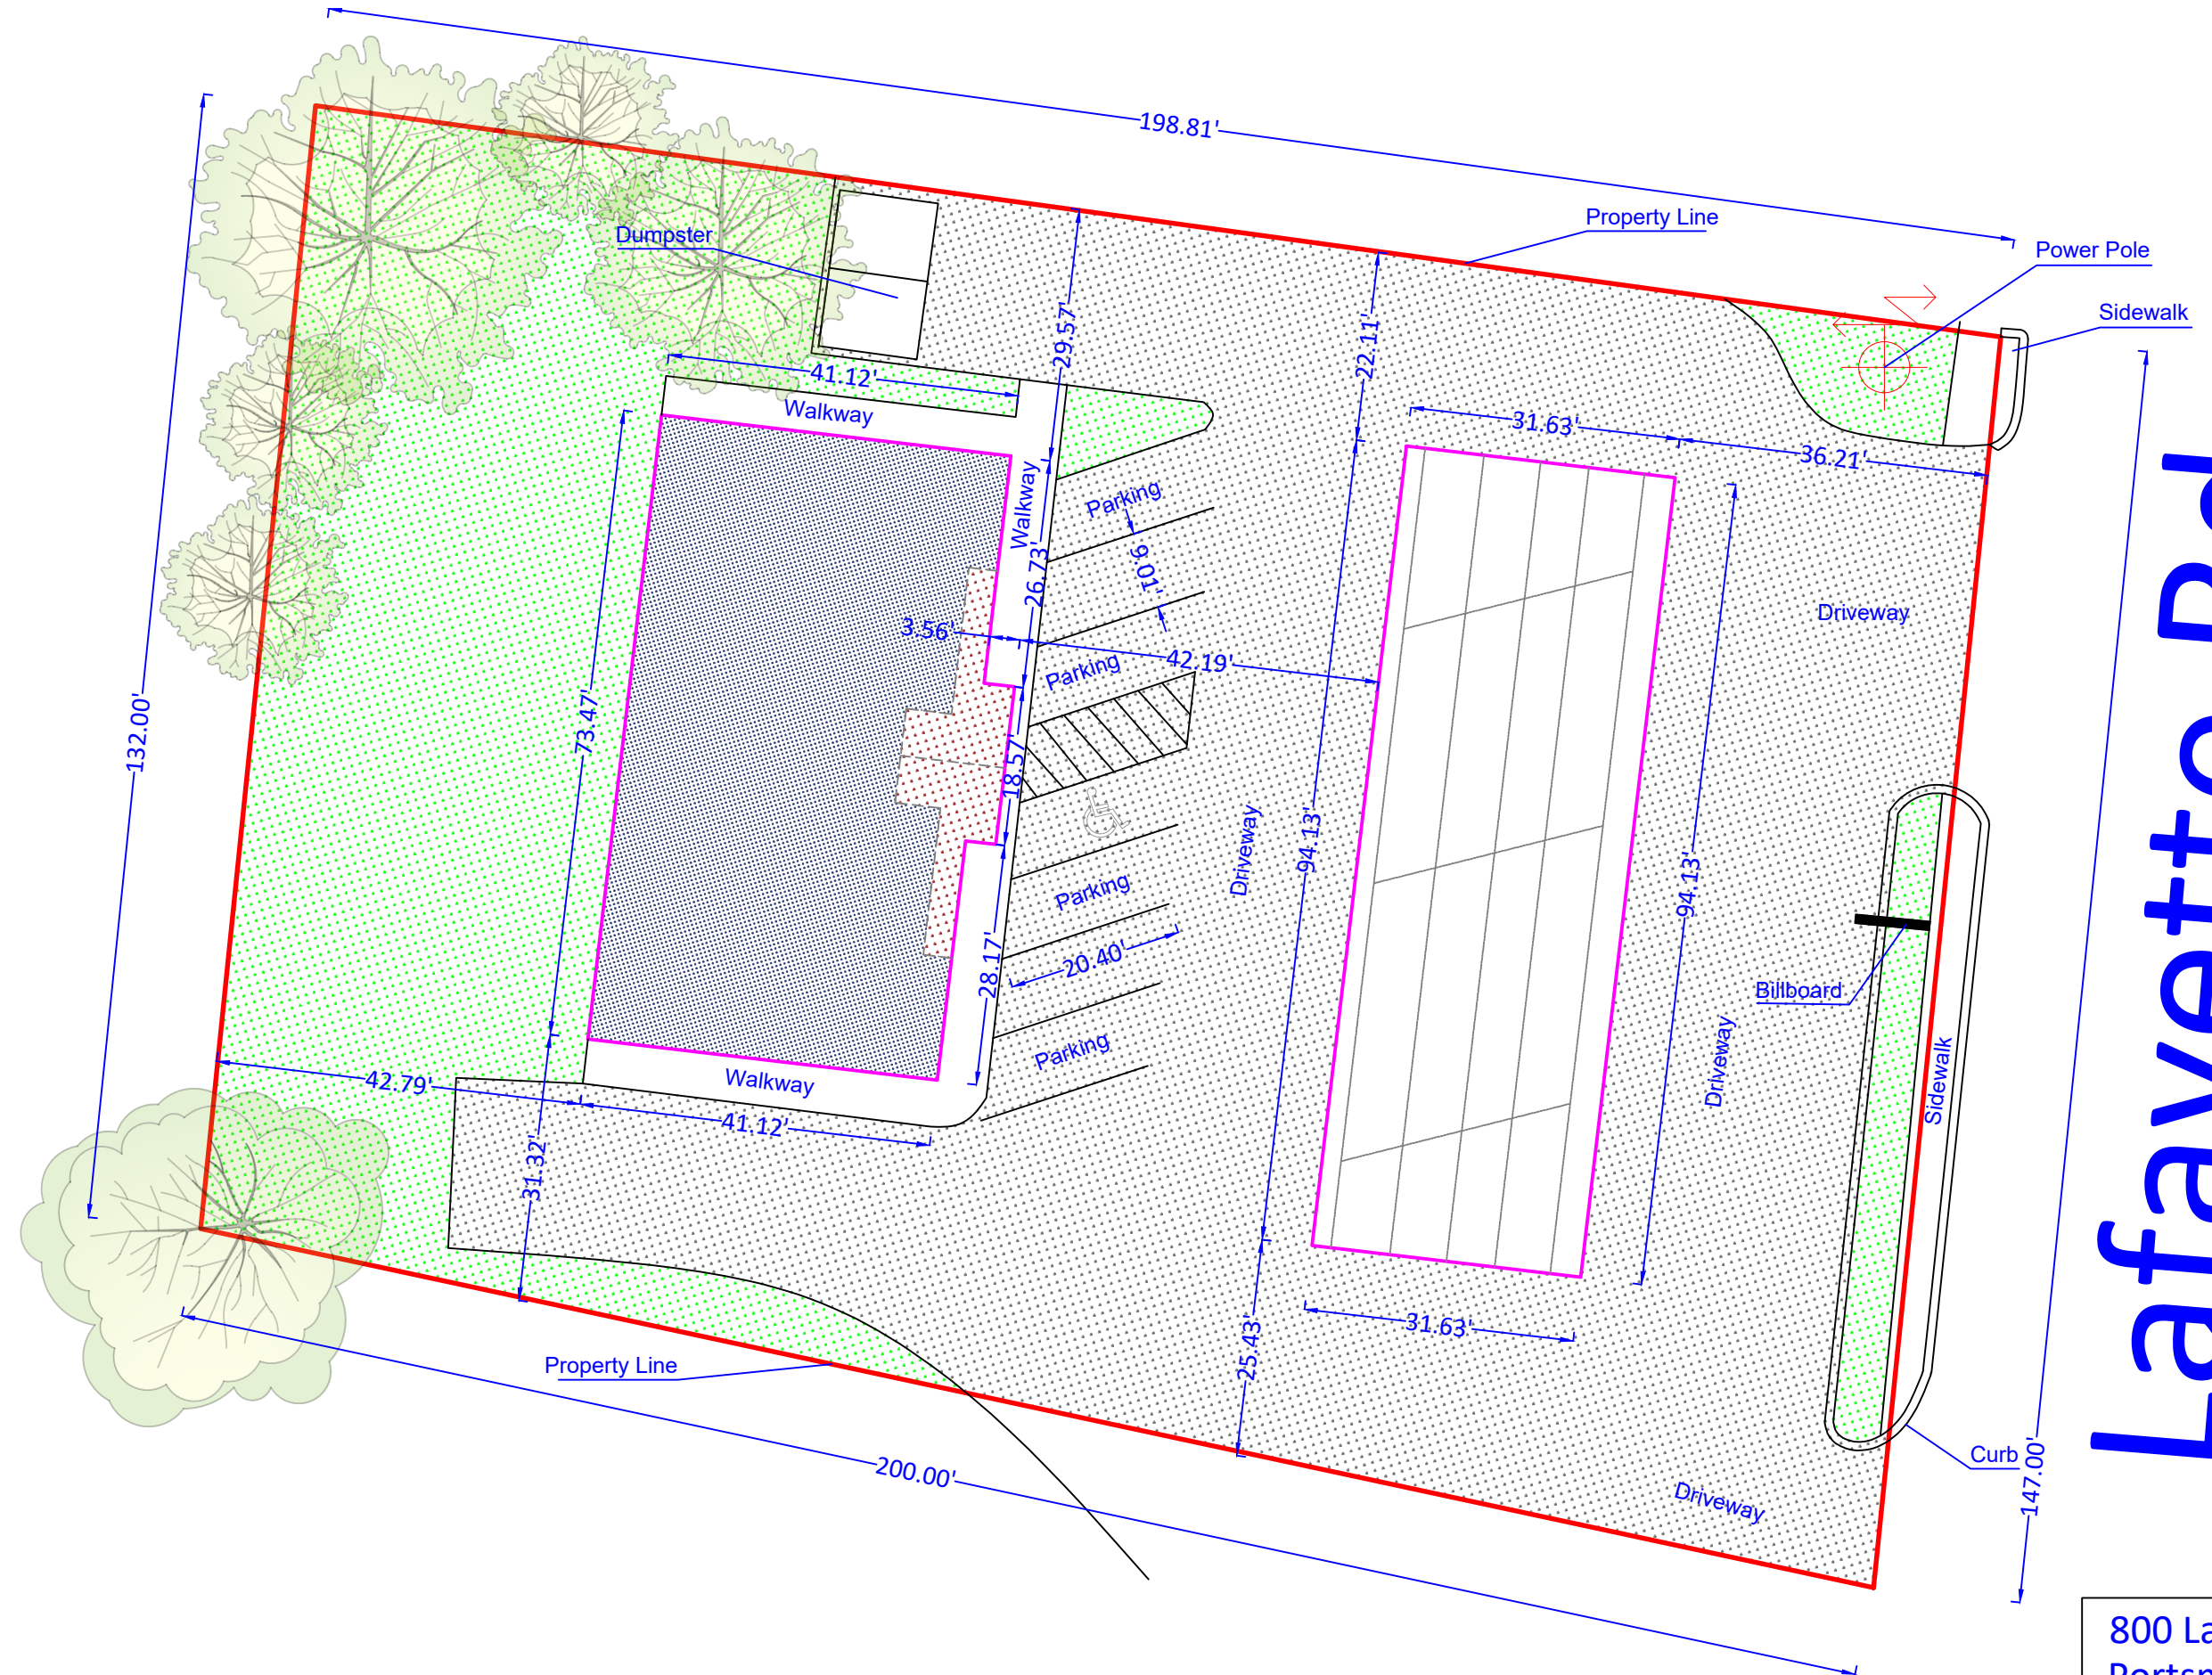 198.81'
Property Line
Power Pole
Sidewalk
Dumpster
29.57'
22.11'
41.12'
Walkway
31.63'
36.21'
Walkway
Parking
26.73'
9.01'
Driveway
3.56'
42.19'
Parking
132.00'
73.47'
18.57'
Driveway
94.13'
94.13'
Parking
28.17'
20.40'
Billboard
Parking
Driveway
Sidewalk
42.79'
Walkway
41.12'
31.32'
31.63'
25.43'
Property Line
200.00'
Driveway
Curb
147.00'
Lafayette Rd
800 La
Portsm